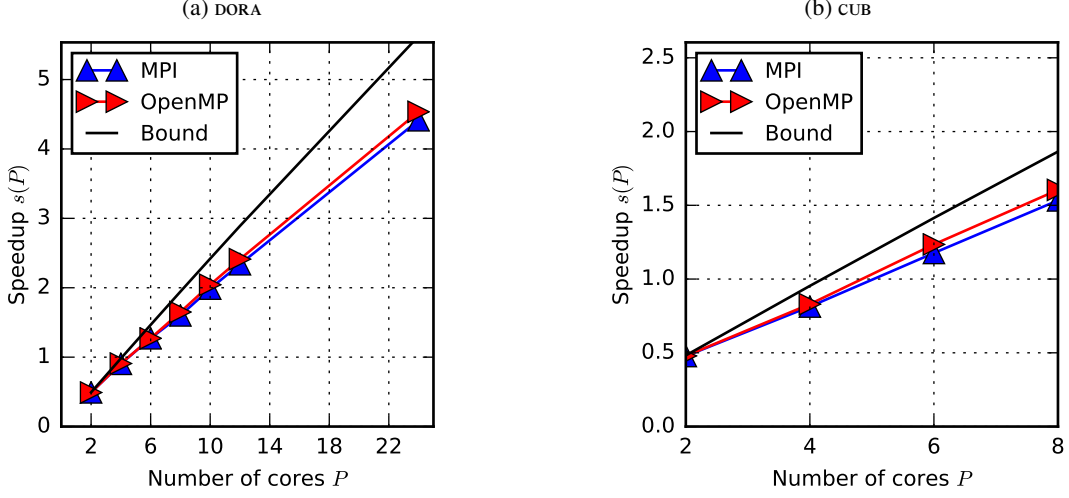 (a) DORA
MPI
OpenMP
Bound
5
4
3
2
1
0
2 6 10 14 18 22
Speedup s(P)
Number of cores P
(b) CUB
MPI
OpenMP
Bound
2.5
2.0
1.5
1.0
0.5
0.0
2 4 6 8
Speedup s(P)
Number of cores P